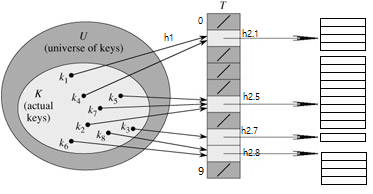 T
U
(universe of keys)
h1
0
h2.1
k1
K
(actual
keys)
k4
k5
k7
h2.5
k2
k3
k8
k6
h2.7
h2.8
9